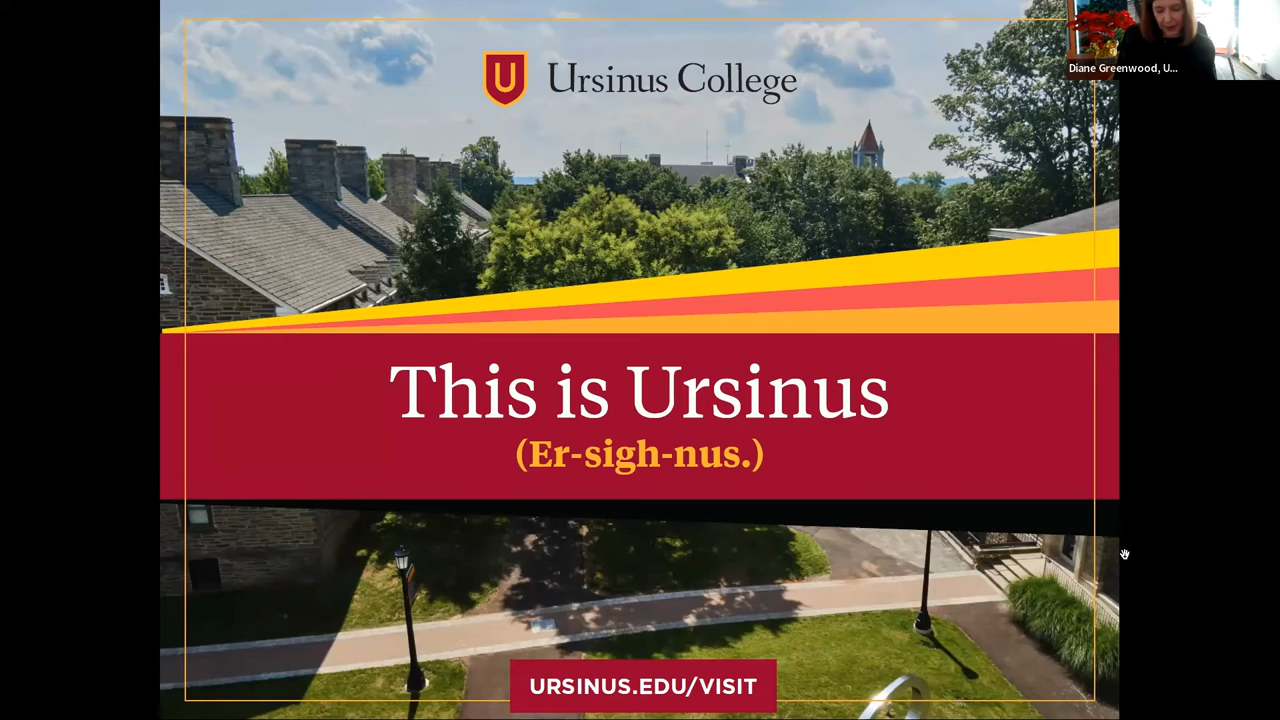 Ursinus College
Diane Greenwood, U...
This is Ursinus
(Er-sigh-nus.)
URSINUS.EDU/VISIT